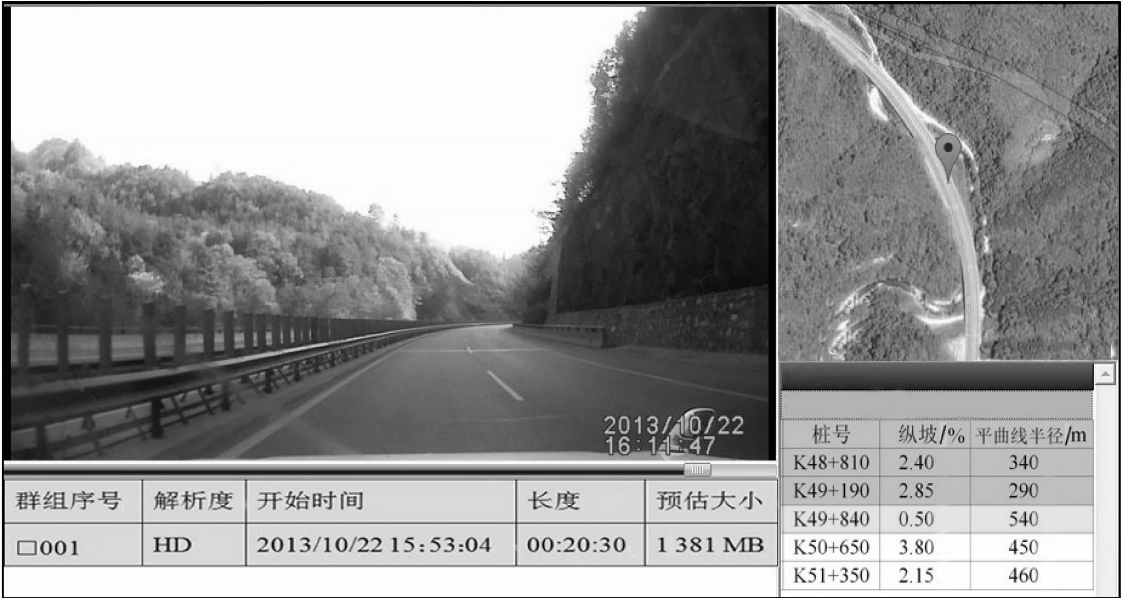 2013/10/22
16:11:47
群组序号 解析度 开始时间 长度 预估大小
□001 HD 2013/10/22 15:53:04 00:20:30 1 381 MB
桩号 纵坡/% 平曲线半径/m
K48+810 2.40 340
K49+190 2.85 290
K49+840 0.50 540
K50+650 3.80 450
K51+350 2.15 460